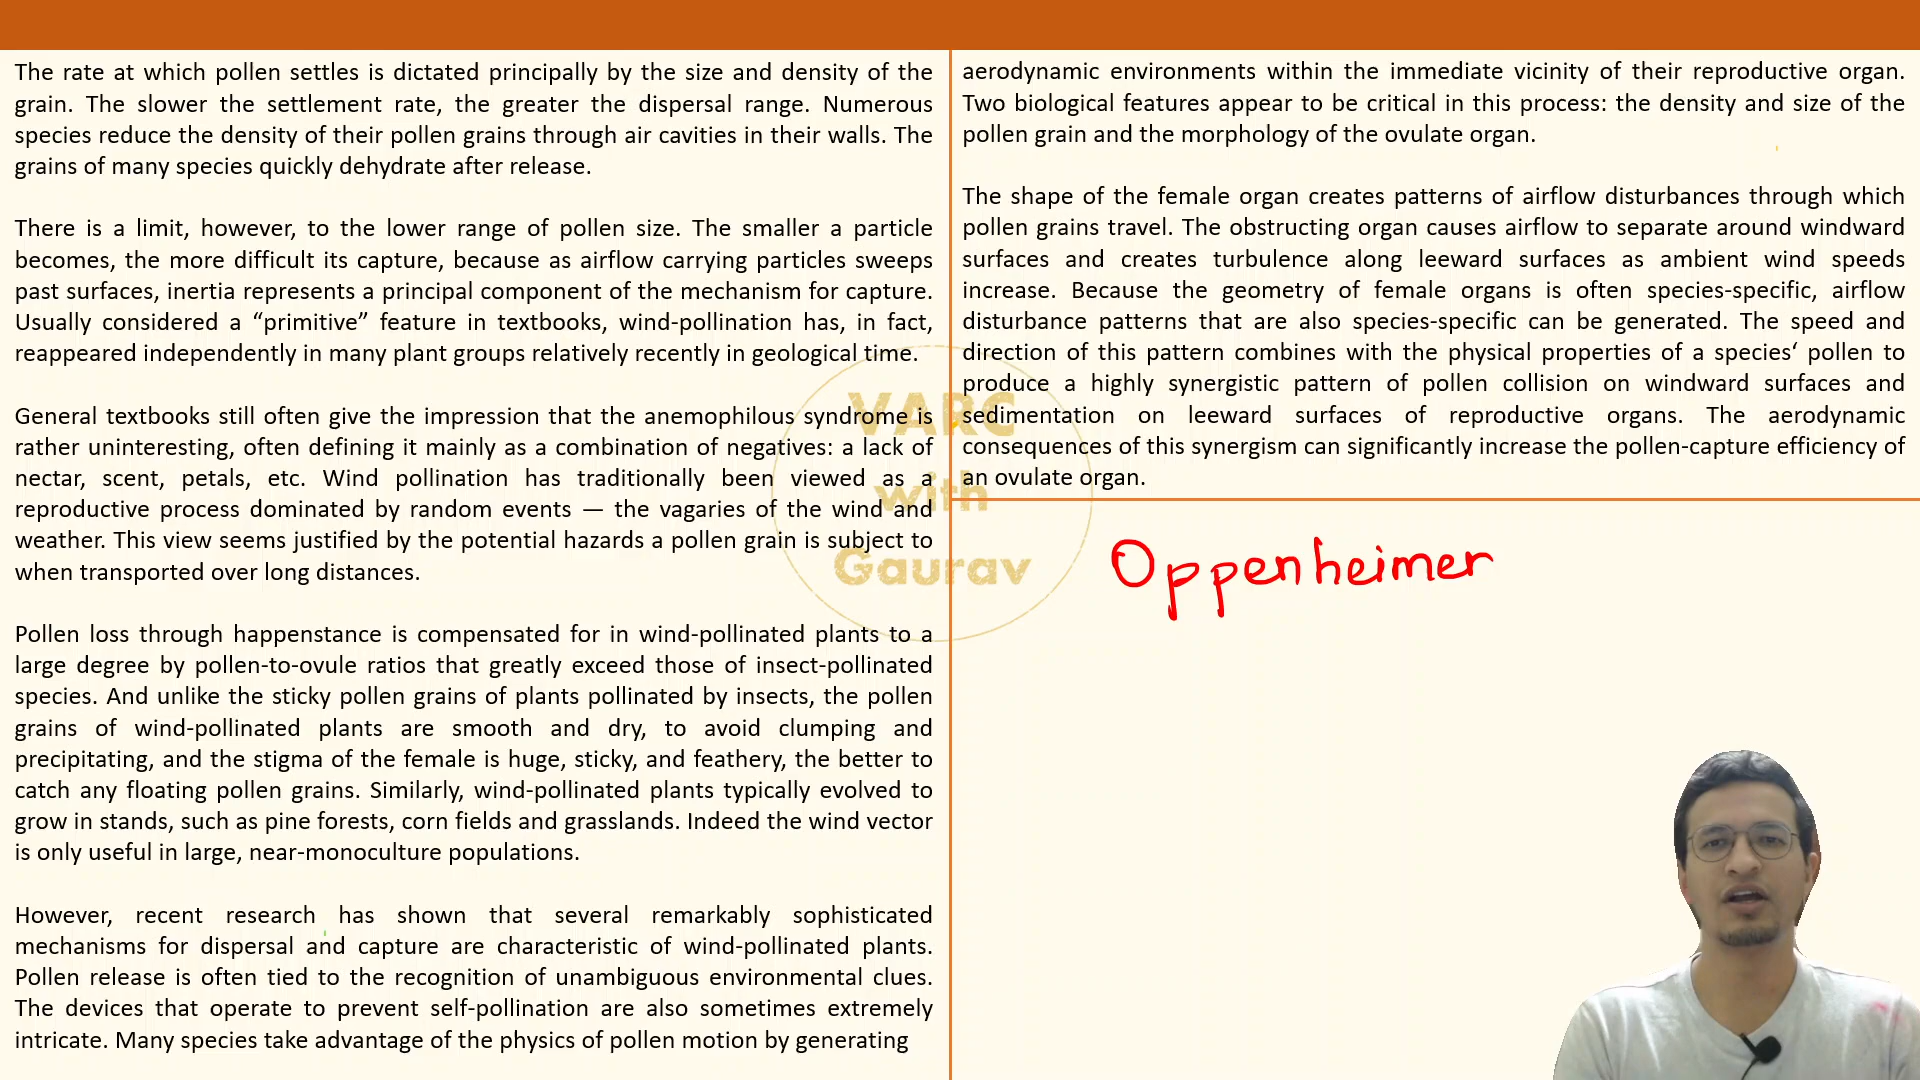 The rate at which pollen settles is dictated principally by the size and density of the
grain. The slower the settlement rate, the greater the dispersal range. Numerous
species reduce the density of their pollen grains through air cavities in their walls. The
grains of many species quickly dehydrate after release.
There is a limit, however, to the lower range of pollen size. The smaller a particle
becomes, the more difficult its capture, because as airflow carrying particles sweeps
past surfaces, inertia represents a principal component of the mechanism for capture.
Usually considered a “primitive” feature in textbooks, wind-pollination has, in fact,
reappeared independently in many plant groups relatively recently in geological time.
General textbooks still often give the impression that the anemophilous syndrome is
rather uninteresting, often defining it mainly as a combination of negatives: a lack of
nectar, scent, petals, etc. Wind pollination has traditionally been viewed as a
reproductive process dominated by random events — the vagaries of the wind and
weather. This view seems justified by the potential hazards a pollen grain is subject to
when transported over long distances.
Pollen loss through happenstance is compensated for in wind-pollinated plants to a
large degree by pollen-to-ovule ratios that greatly exceed those of insect-pollinated
species. And unlike the sticky pollen grains of plants pollinated by insects, the pollen
grains of wind-pollinated plants are smooth and dry, to avoid clumping and
precipitating, and the stigma of the female is huge, sticky, and feathery, the better to
catch any floating pollen grains. Similarly, wind-pollinated plants typically evolved to
grow in stands, such as pine forests, corn fields and grasslands. Indeed the wind vector
is only useful in large, near-monoculture populations.
However, recent research has shown that several remarkably sophisticated
mechanisms for dispersal and capture are characteristic of wind-pollinated plants.
Pollen release is often tied to the recognition of unambiguous environmental clues.
The devices that operate to prevent self-pollination are also sometimes extremely
intricate. Many species take advantage of the physics of pollen motion by generating
aerodynamic environments within the immediate vicinity of their reproductive organ.
Two biological features appear to be critical in this process: the density and size of the
pollen grain and the morphology of the ovulate organ.
The shape of the female organ creates patterns of airflow disturbances through which
pollen grains travel. The obstructing organ causes airflow to separate around windward
surfaces and creates turbulence along leeward surfaces as ambient wind speeds
increase. Because the geometry of female organs is often species-specific, airflow
disturbance patterns that are also species-specific can be generated. The speed and
direction of this pattern combines with the physical properties of a species‘ pollen to
produce a highly synergistic pattern of pollen collision on windward surfaces and
sedimentation on leeward surfaces of reproductive organs. The aerodynamic
consequences of this synergism can significantly increase the pollen-capture efficiency of
an ovulate organ.
VARC
with
Gaurav
Oppenheimer